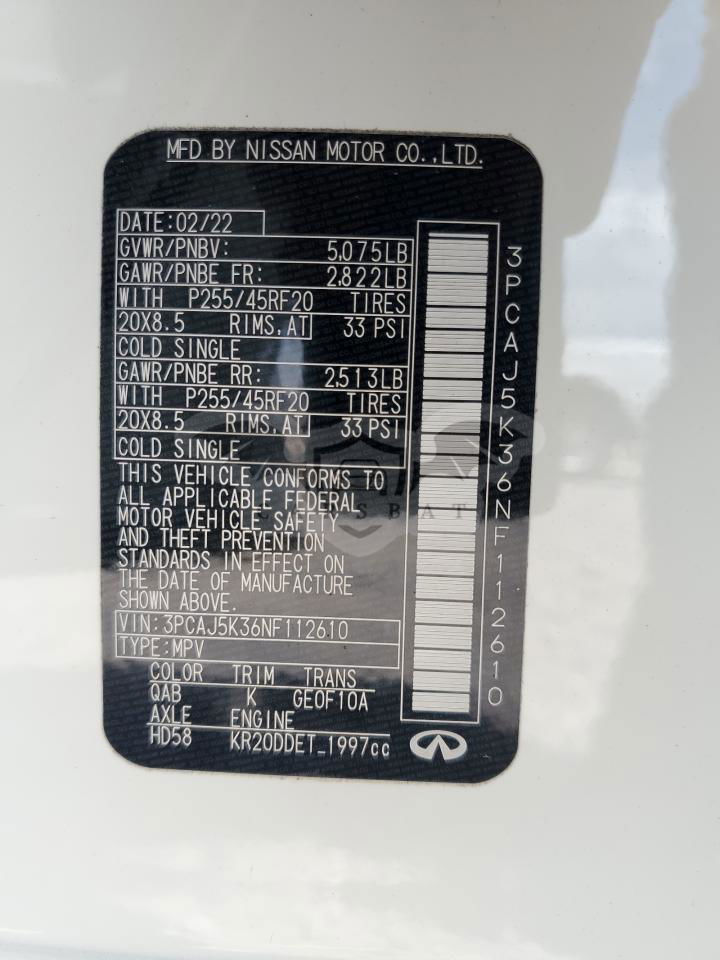 MFD BY NISSAN MOTOR CO.,LTD.
DATE:02/22
GVWR/PNBV: 5,075LB
GAWR/PNBE FR: 2,822LB
WITH P255/45RF20 TIRES
20X8.5 RIMS,AT 33 PSI
COLD SINGLE
GAWR/PNBE RR: 2,513LB
WITH P255/45RF20 TIRES
20X8.5 RIMS,AT 33 PSI
COLD SINGLE
THIS VEHICLE CONFORMS TO
ALL APPLICABLE FEDERAL
MOTOR VEHICLE SAFETY
AND THEFT PREVENTION
STANDARDS IN EFFECT ON
THE DATE OF MANUFACTURE
SHOWN ABOVE.
VIN:3PCAJ5K36NF112610
TYPE:MPV
COLOR TRIM TRANS
QAB K GE0F10A
AXLE ENGINE
HD58 KR20DDET_1997cc
3PCAJ5K36NF112610